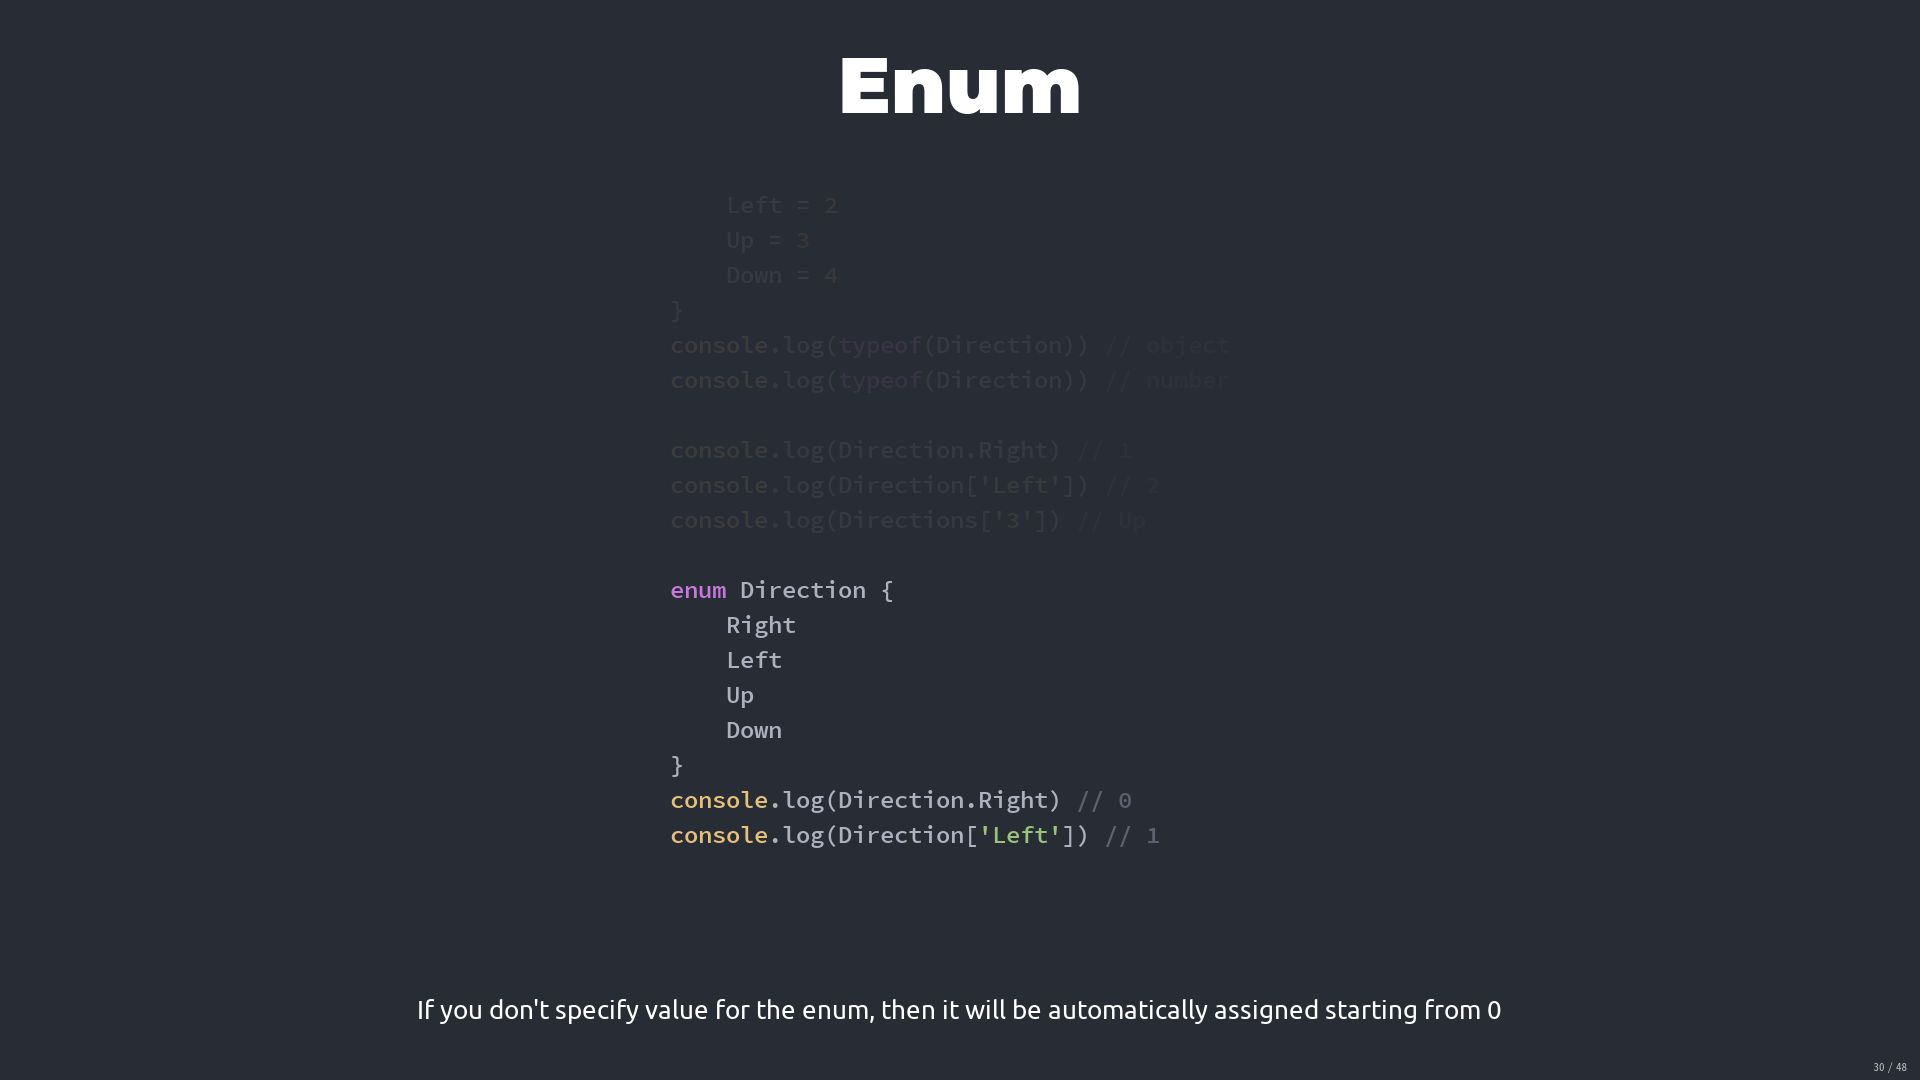 Enum
Left = 2
Up = 3
Down = 4
}
console.log(typeof(Direction)) // object
console.log(typeof(Direction)) // number
console.log(Direction.Right) // 1
console.log(Direction['Left']) // 2
console.log(Directions['3']) // Up
enum Direction {
Right
Left
Up
Down
}
console.log(Direction.Right) // 0
console.log(Direction['Left']) // 1
If you don't specify value for the enum, then it will be automatically assigned starting from 0
30 / 48